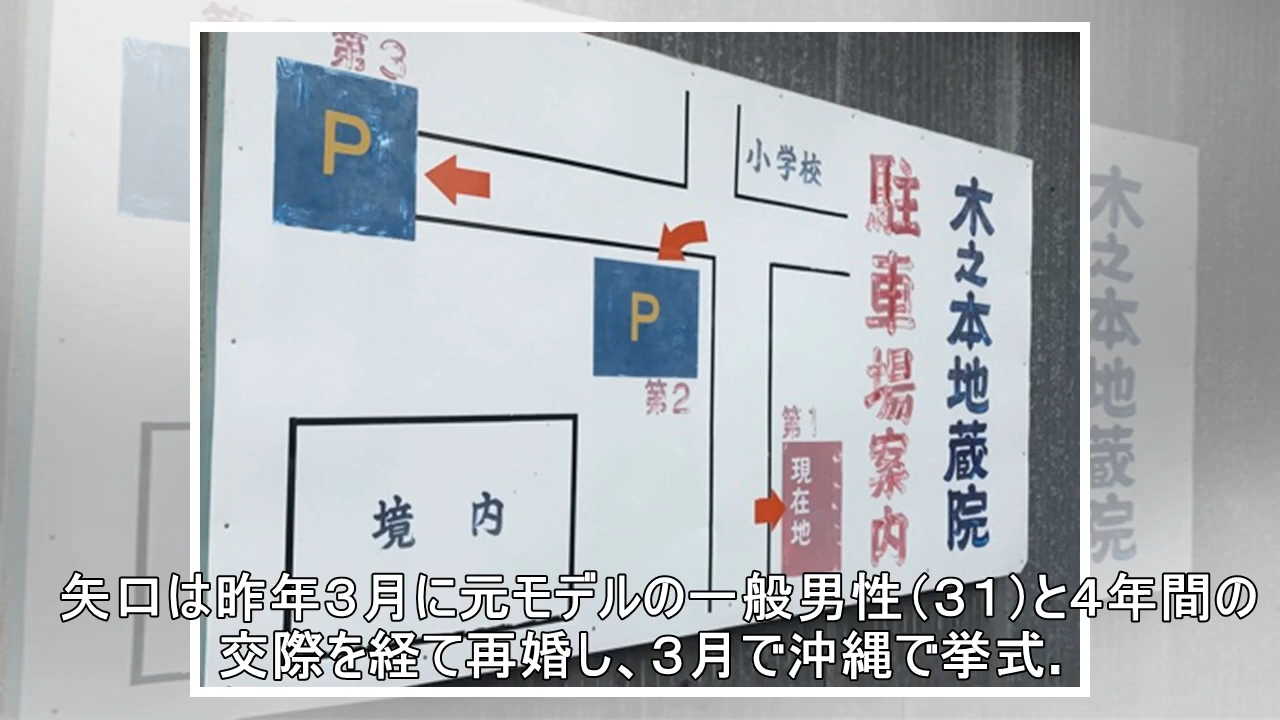 木之本地蔵院
駐車場案内
小学校
第3
P
P
第2
第1
現在地
境内
矢口は昨年３月に元モデルの一般男性（３１）と４年間の
交際を経て再婚し、３月で沖縄で挙式．